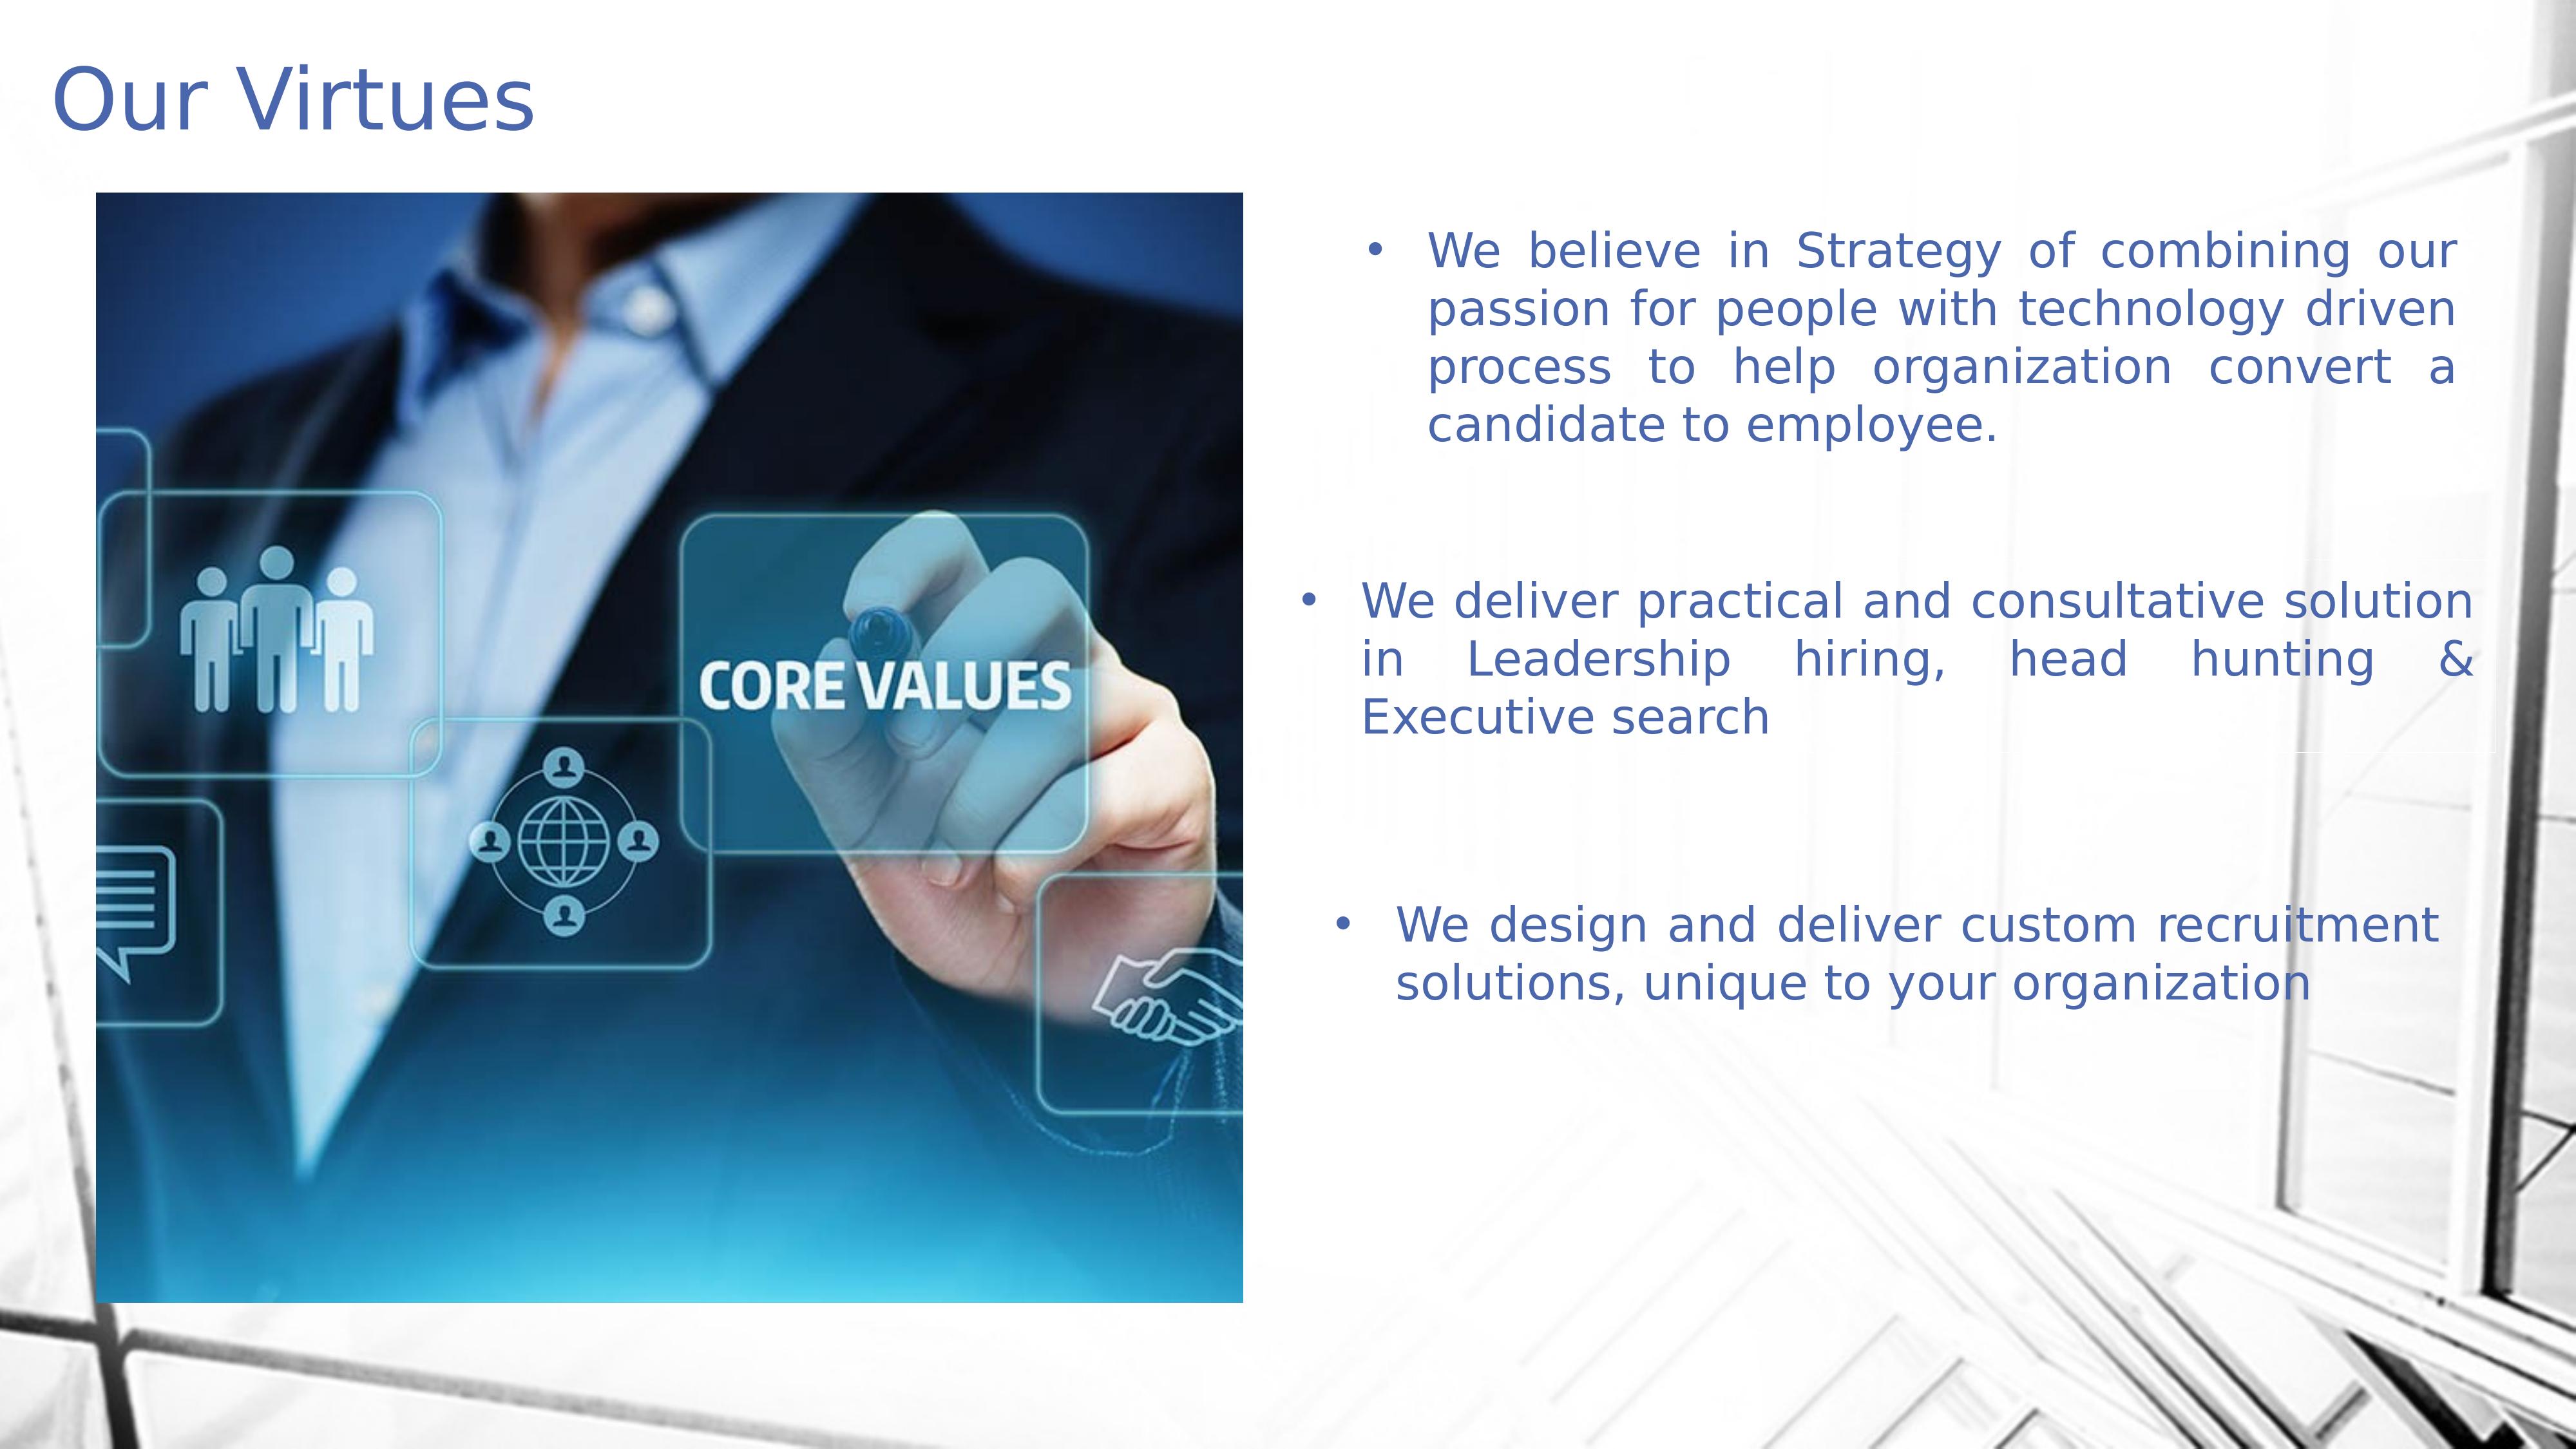 Our Virtues
CORE VALUES
• We believe in Strategy of combining our
passion for people with technology driven
process to help organization convert a
candidate to employee.
• We deliver practical and consultative solution
in Leadership hiring, head hunting &
Executive search
• We design and deliver custom recruitment
solutions, unique to your organization